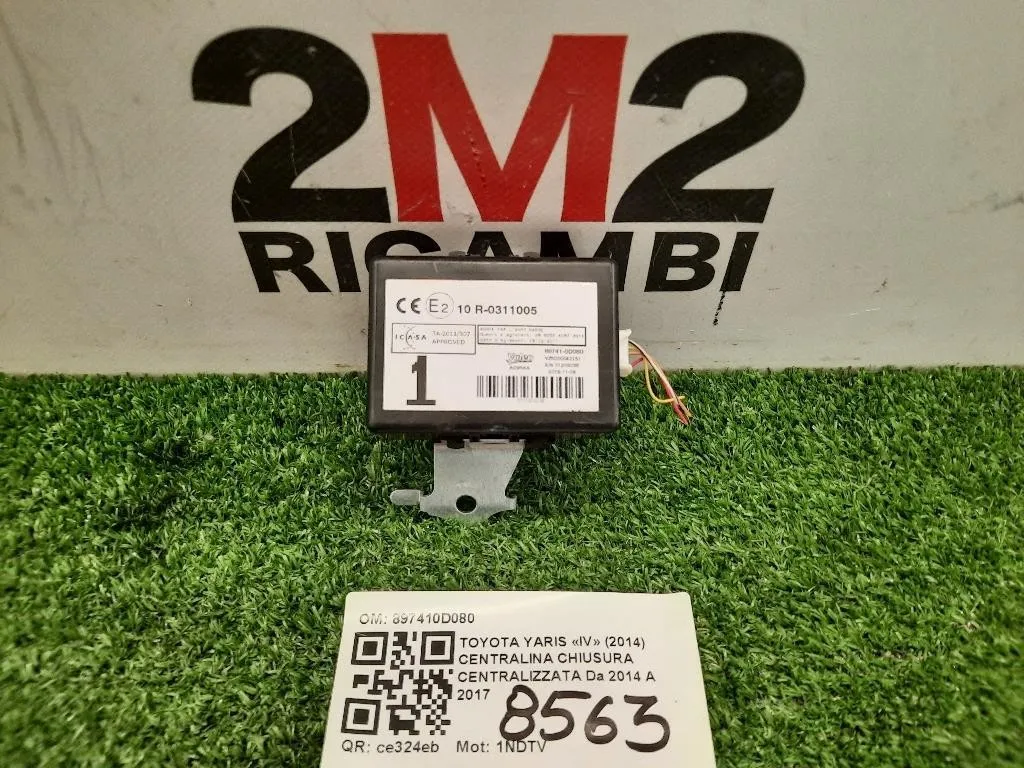 2M2
RICAMBI
CE E2 10 R-0311005
ICASA TA-2013/307
APPROVED
1
Valeo
89741-0D080
OM: 897410D080
TOYOTA YARIS «IV» (2014)
CENTRALINA CHIUSURA
CENTRALIZZATA Da 2014 A
2017
8563
QR: ce324eb Mot: 1NDTV